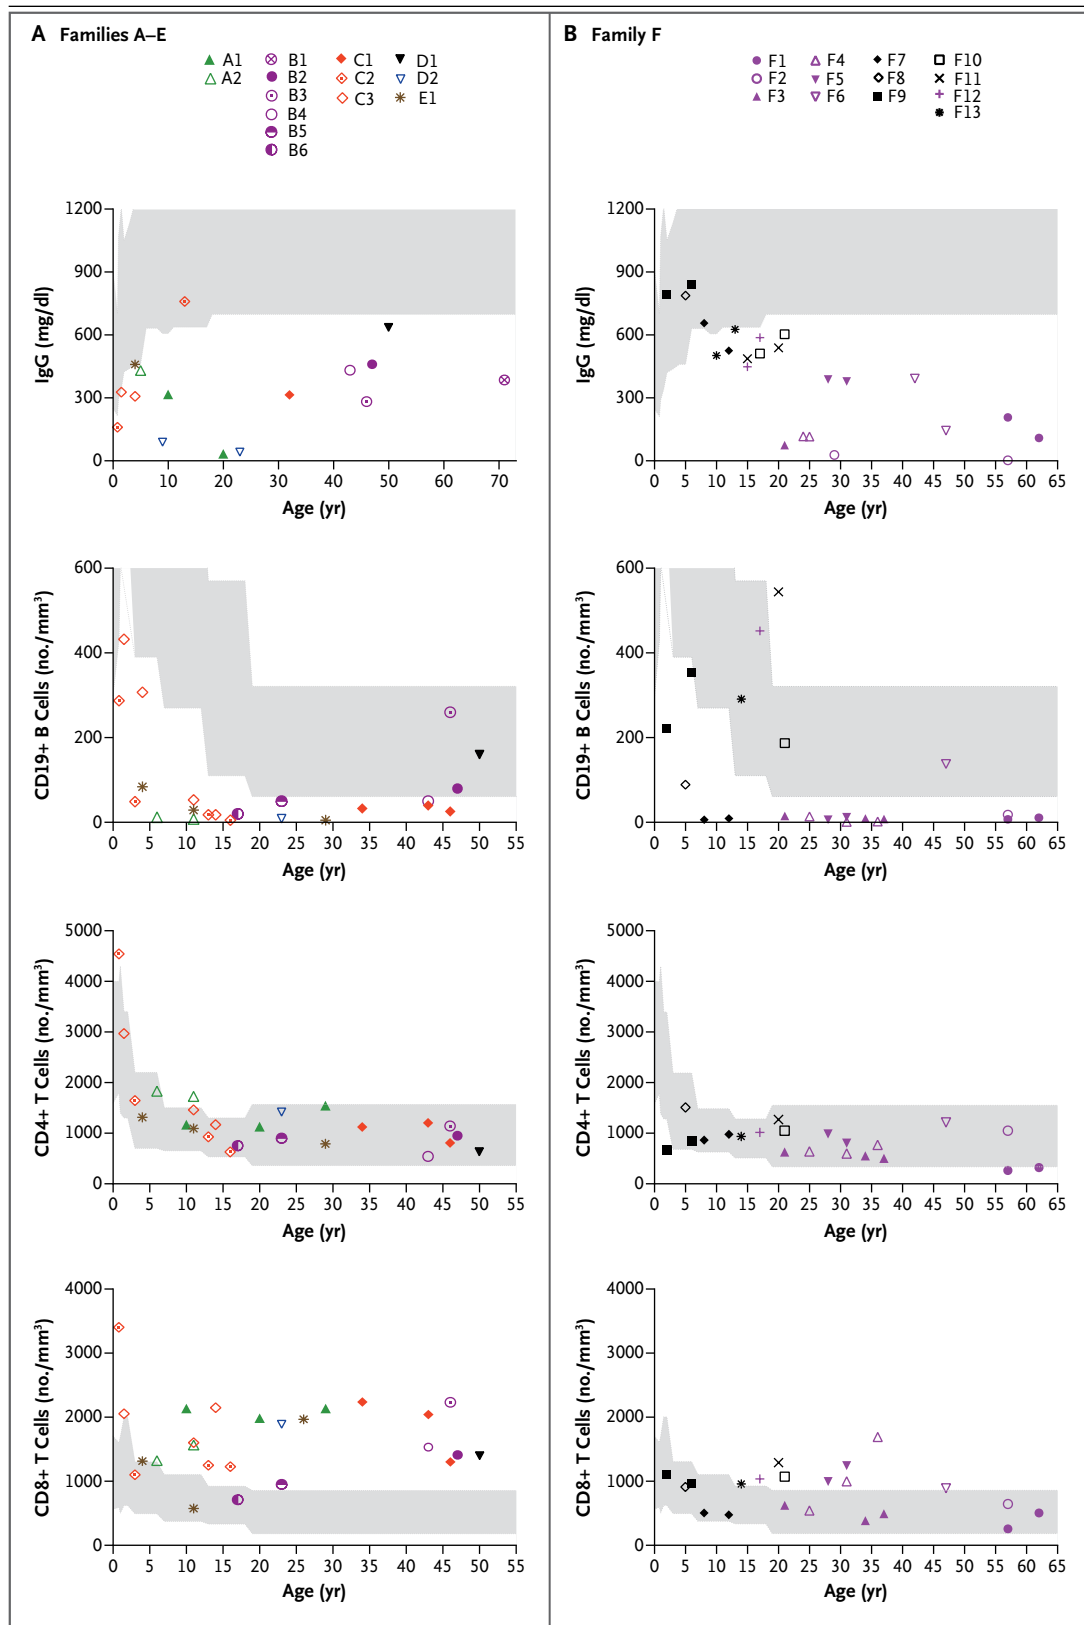 A Families A–E
A1
A2
B1
B2
B3
B4
B5
B6
C1
C2
C3
D1
D2
E1
1200
900
600
300
0
IgG (mg/dl)
0 10 20 30 40 50 60 70
Age (yr)
600
400
200
0
CD19+ B Cells (no./mm³)
0 5 10 15 20 25 30 35 40 45 50 55
Age (yr)
5000
4000
3000
2000
1000
0
CD4+ T Cells (no./mm³)
0 5 10 15 20 25 30 35 40 45 50 55
Age (yr)
4000
3000
2000
1000
0
CD8+ T Cells (no./mm³)
0 5 10 15 20 25 30 35 40 45 50 55
Age (yr)
B Family F
F1
F2
F3
F4
F5
F6
F7
F8
F9
F10
F11
F12
F13
1200
900
600
300
0
IgG (mg/dl)
0 5 10 15 20 25 30 35 40 45 50 55 60 65
Age (yr)
600
400
200
0
CD19+ B Cells (no./mm³)
0 5 10 15 20 25 30 35 40 45 50 55 60 65
Age (yr)
5000
4000
3000
2000
1000
0
CD4+ T Cells (no./mm³)
0 5 10 15 20 25 30 35 40 45 50 55 60 65
Age (yr)
4000
3000
2000
1000
0
CD8+ T Cells (no./mm³)
0 5 10 15 20 25 30 35 40 45 50 55 60 65
Age (yr)